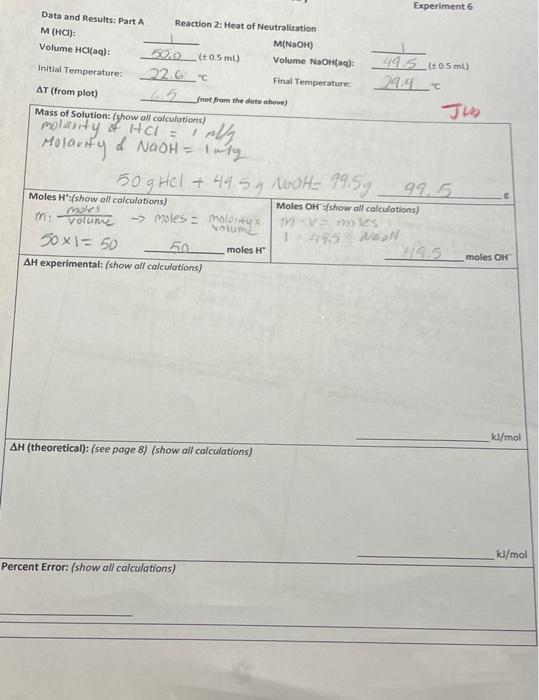 Experiment 6
Data and Results: Part A Reaction 2: Heat of Neutralization
M (HCl): 1 M(NaOH) 1
Volume HCl(aq): 50.0 (± 0.5 mL) Volume NaOH(aq): 49.5 (± 0.5 mL)
Initial Temperature: 22.6 °C Final Temperature: 29.4 °C
ΔT (from plot) 6.5 (not from the data above)
Mass of Solution: (show all calculations)
molarity of HCl = 1
Molarity of NaOH = 1
50 g HCl + 49.5 g NaOH = 99.5g 99.5 g
Moles H⁺:(show all calculations)
m: moles / volume → moles = molarity x volume
50 x 1 = 50 50 moles H⁺
Moles OH⁻:(show all calculations)
m · v = moles
1 · 49.5 NaOH
49.5 moles OH⁻
ΔH experimental: (show all calculations)
kJ/mol
ΔH (theoretical): (see page 8) (show all calculations)
kJ/mol
Percent Error: (show all calculations)